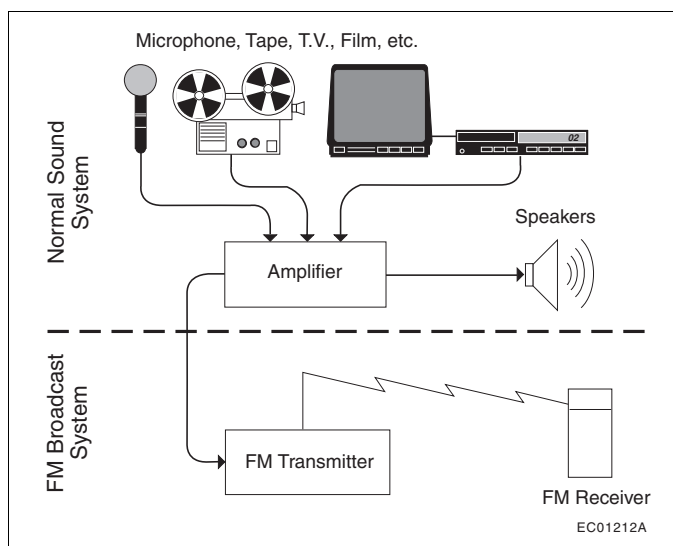 Microphone, Tape, T.V., Film, etc.
Normal Sound
System
02
Speakers
Amplifier
FM Broadcast
System
FM Transmitter
FM Receiver
EC01212A